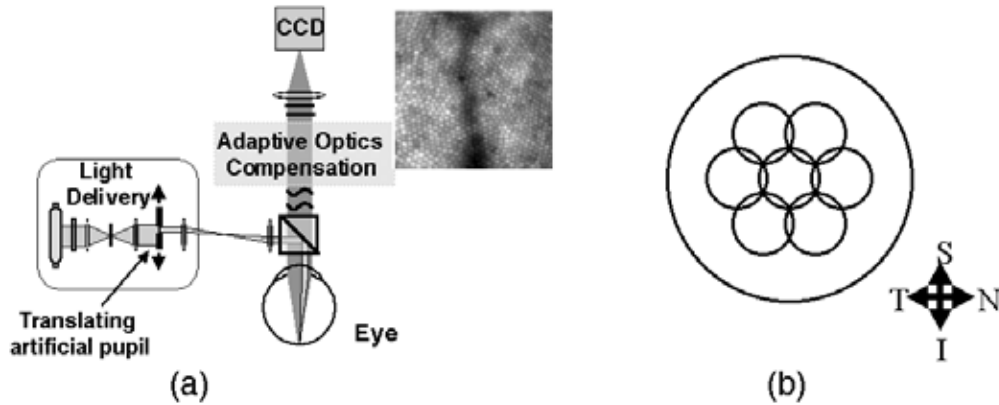 CCD
Adaptive Optics
Compensation
Light
Delivery
Translating
artificial pupil
Eye
(a)
S
T N
I
(b)